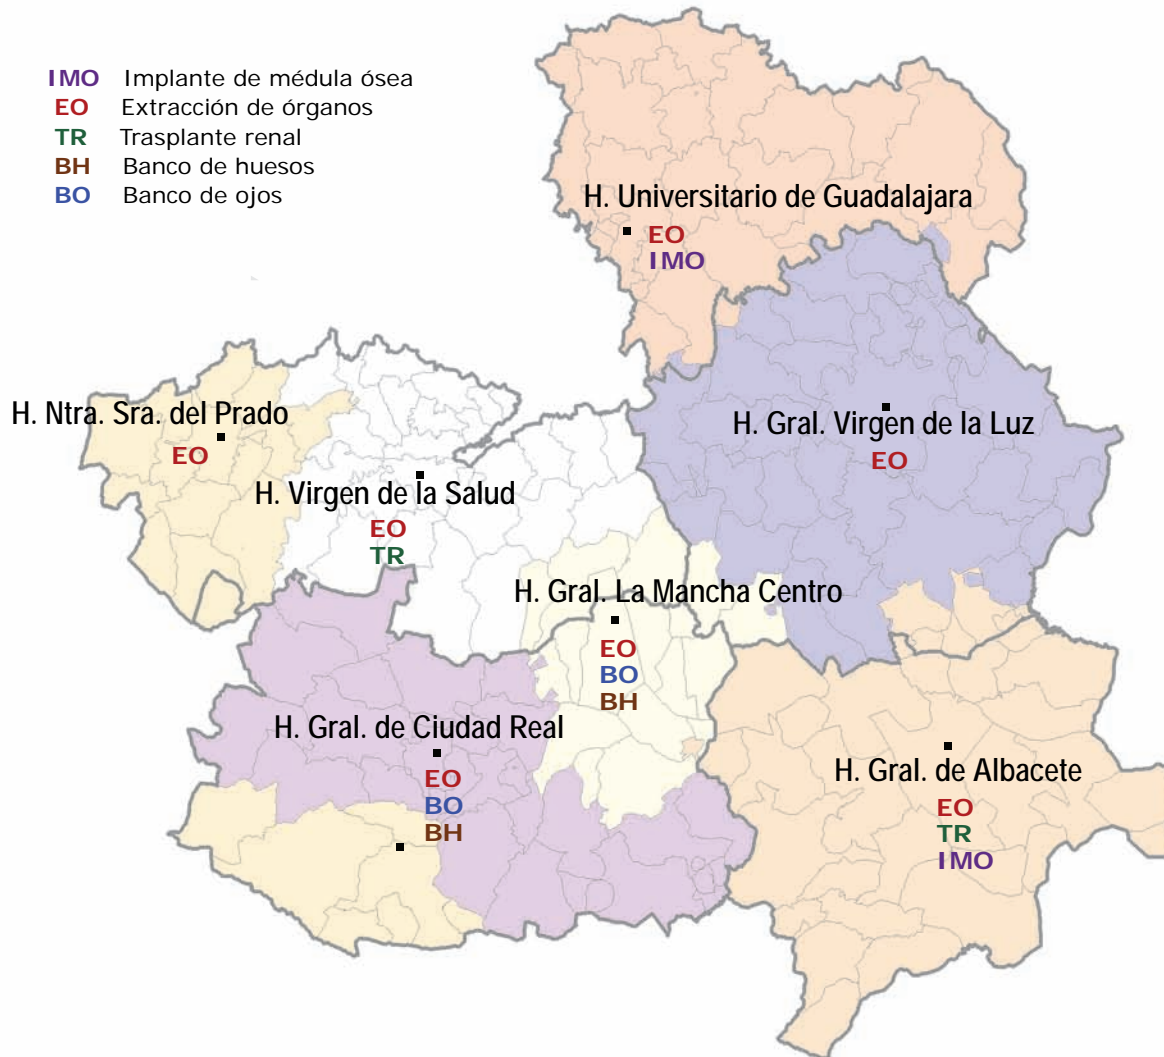 IMO Implante de médula ósea
EO Extracción de órganos
TR Trasplante renal
BH Banco de huesos
BO Banco de ojos
H. Universitario de Guadalajara
EO
IMO
H. Ntra. Sra. del Prado
EO
H. Gral. Virgen de la Luz
EO
H. Virgen de la Salud
EO
TR
H. Gral. La Mancha Centro
EO
BO
BH
H. Gral. de Ciudad Real
EO
BO
BH
H. Gral. de Albacete
EO
TR
IMO